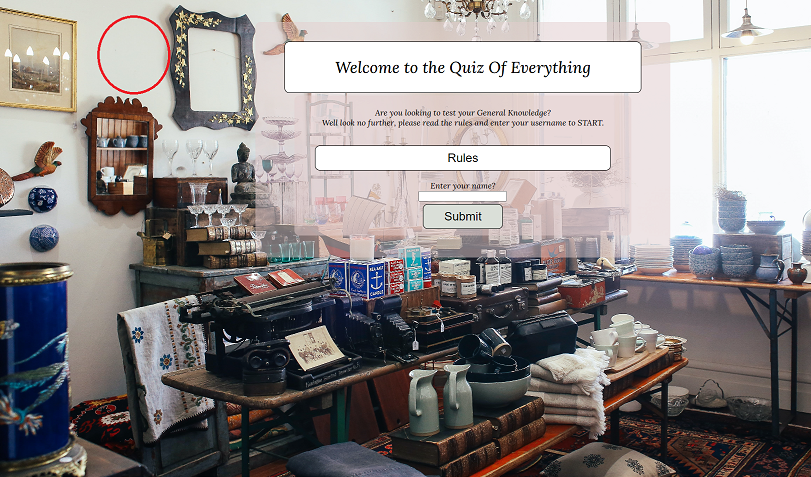 Welcome to the Quiz Of Everything
Are you looking to test your General Knowledge?
Well look no further, please read the rules and enter your username to START.
Rules
Enter your name?
Submit